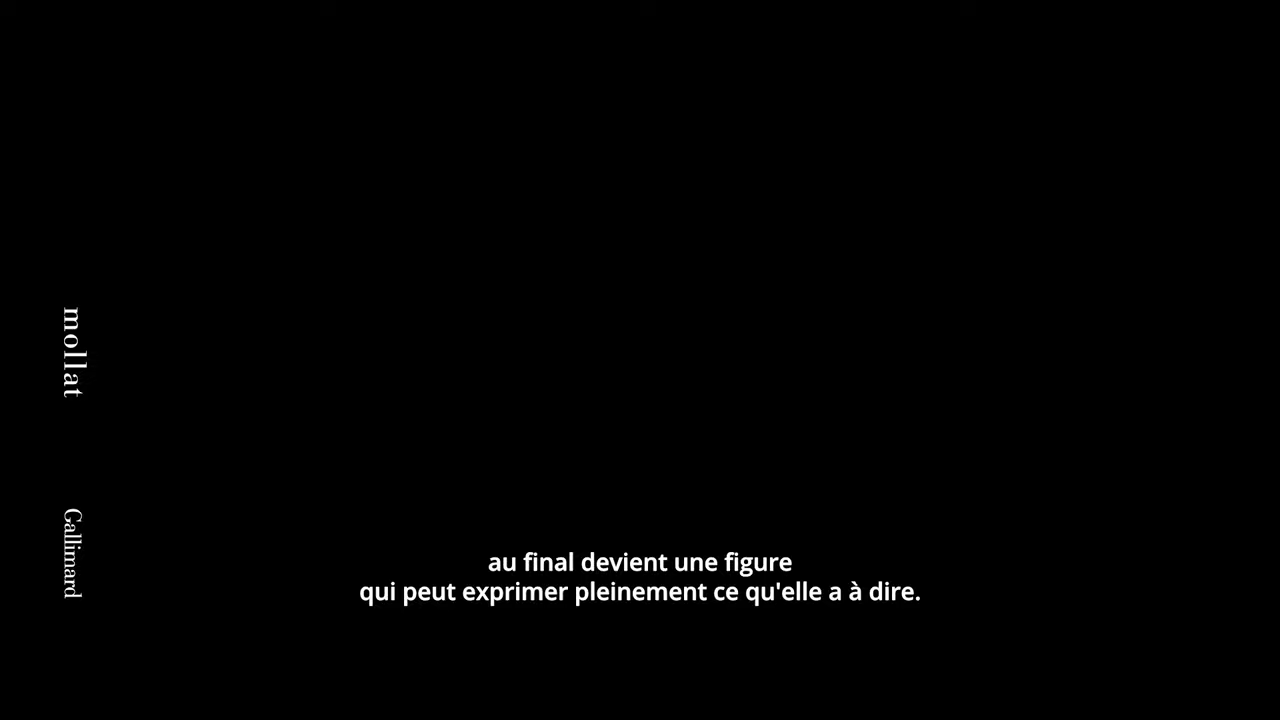 mollat
Gallimard
au final devient une figure
qui peut exprimer pleinement ce qu'elle a à dire.